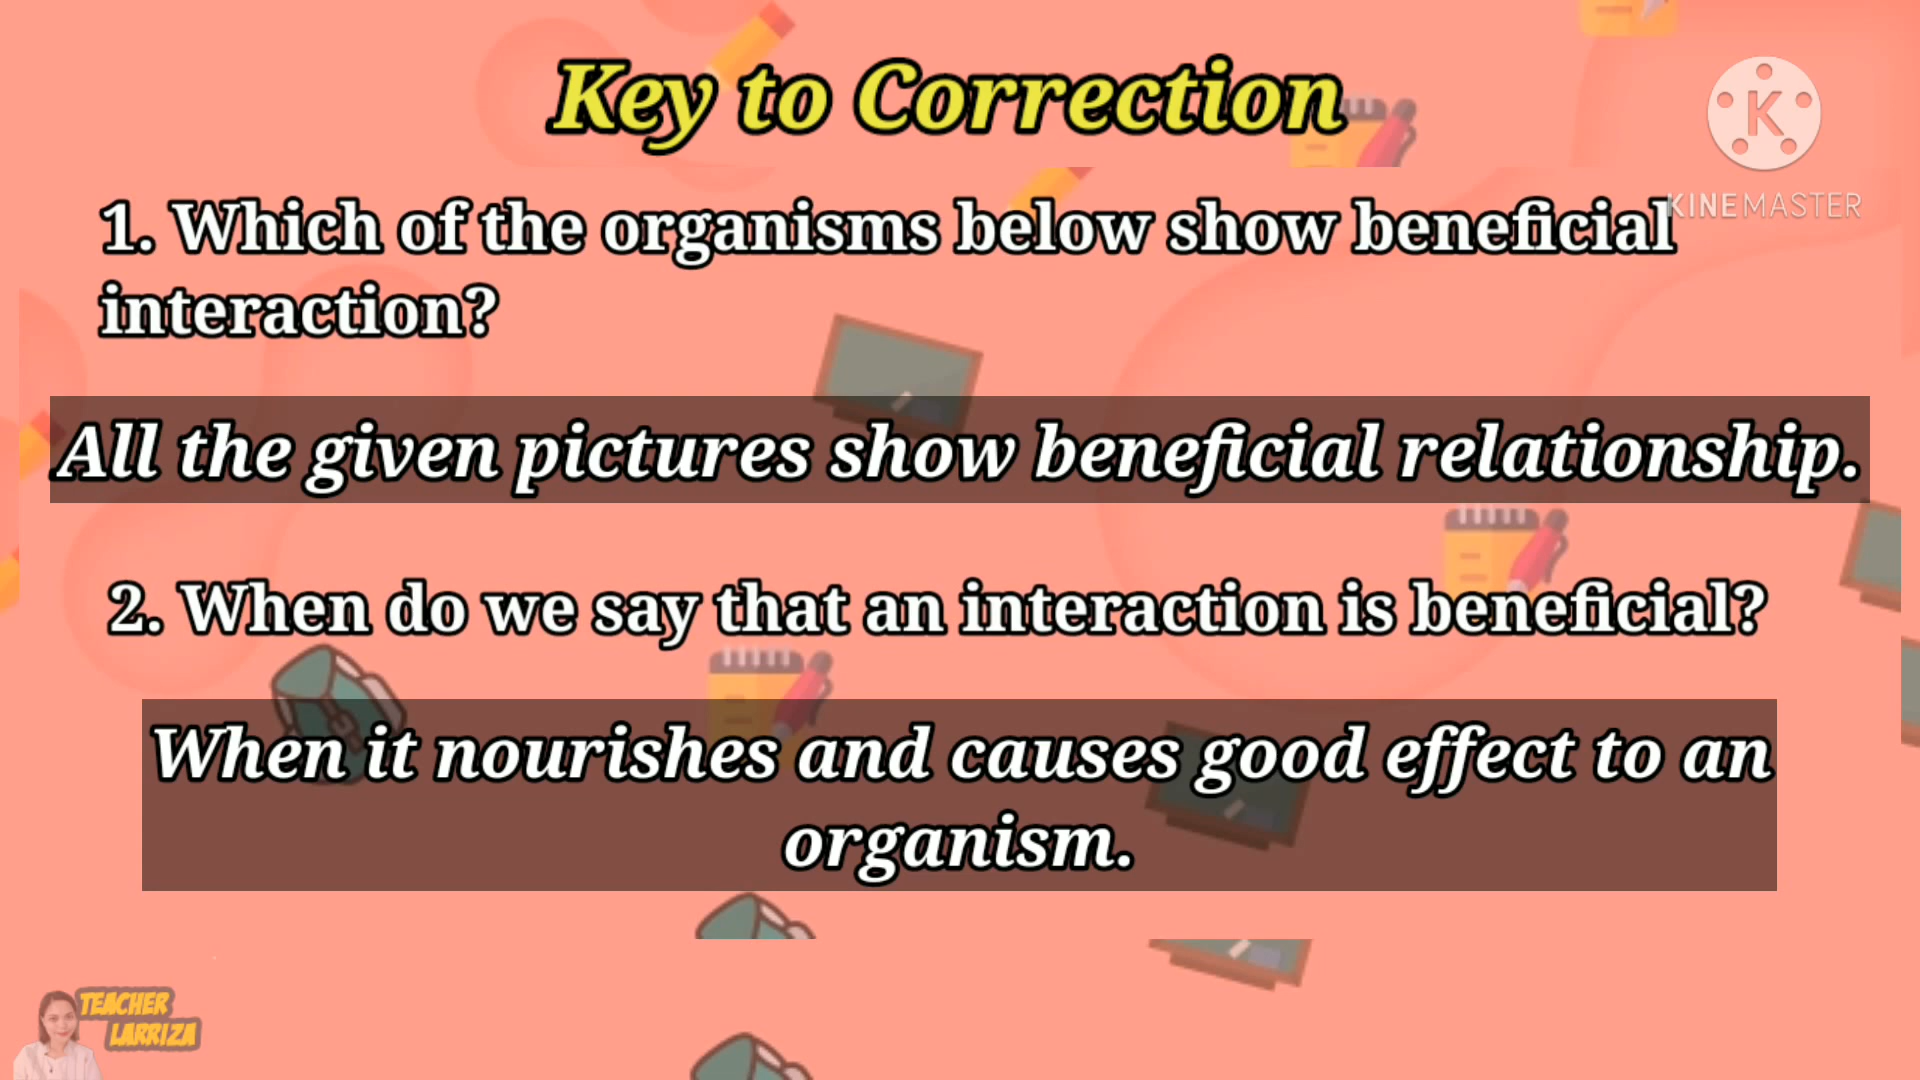 Key to Correction
K
KINEMASTER
1. Which of the organisms below show beneficial
interaction?
All the given pictures show beneficial relationship.
2. When do we say that an interaction is beneficial?
When it nourishes and causes good effect to an
organism.
TEACHER
LARRIZA